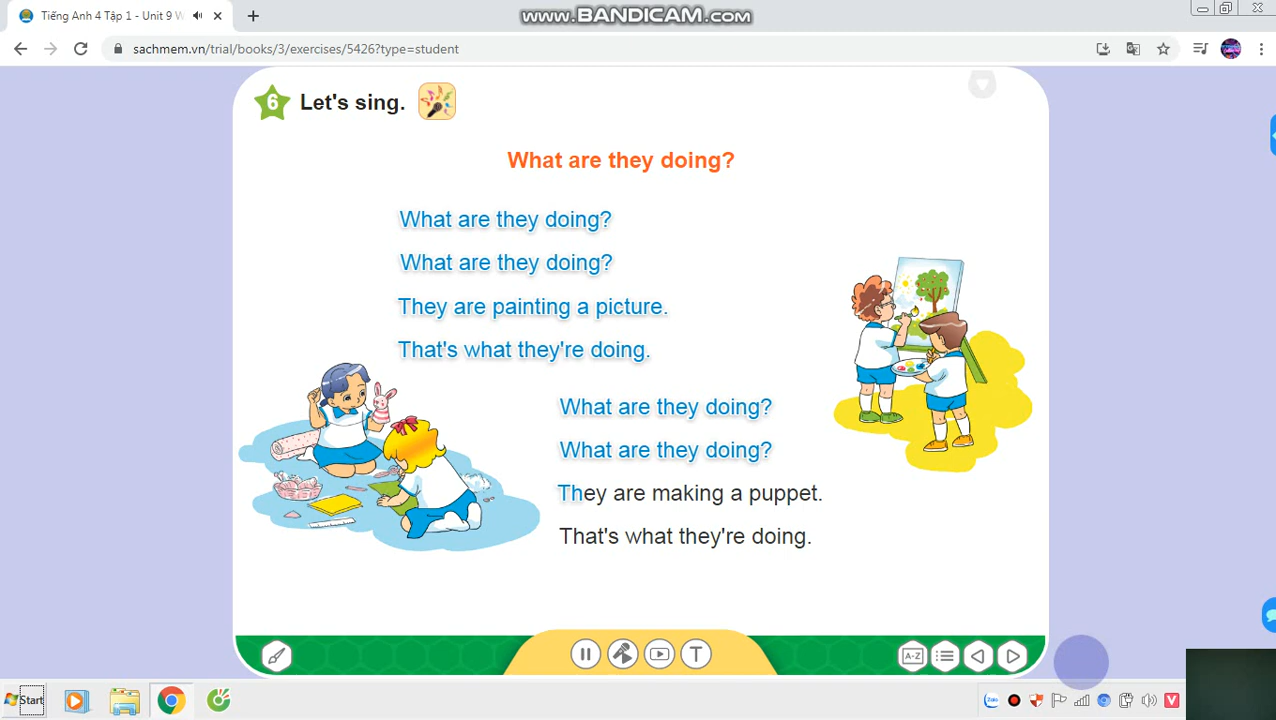 Tiếng Anh 4 Tập 1 - Unit 9 W
www.BANDICAM.com
sachmem.vn/trial/books/3/exercises/5426?type=student
6 Let's sing.
What are they doing?
What are they doing?
What are they doing?
They are painting a picture.
That's what they're doing.
What are they doing?
What are they doing?
They are making a puppet.
That's what they're doing.
T
A-Z
Start
Zalo
V